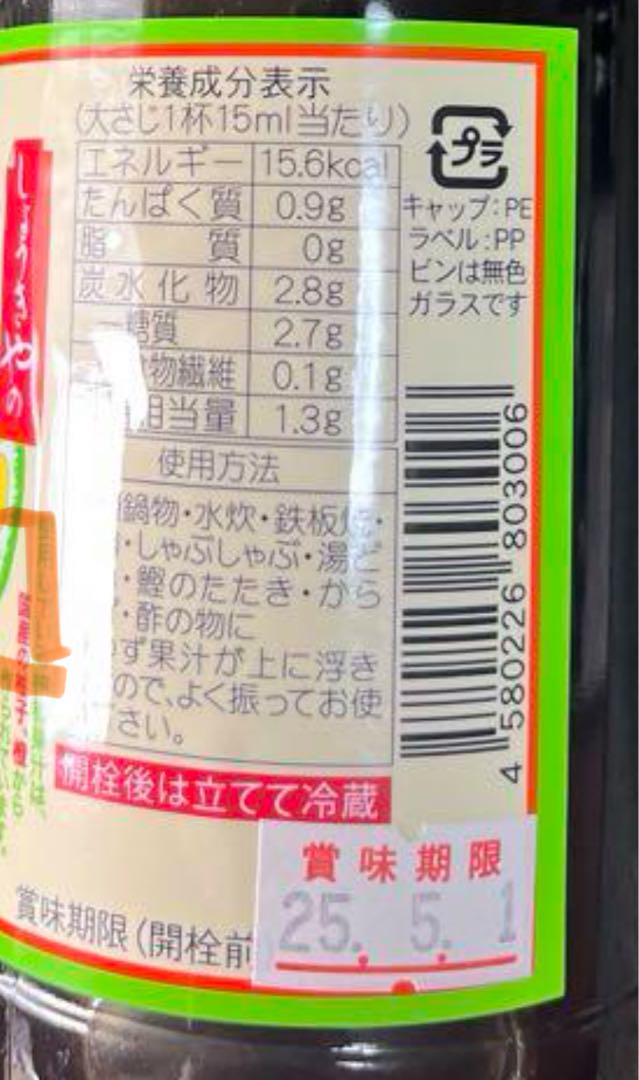 栄養成分表示
(大さじ1杯15ml当たり)
エネルギー 15.6kcal
たんぱく質 0.9g
脂質 0g
炭水化物 2.8g
糖質 2.7g
物繊維 0.1g
相当量 1.3g
プラ
キャップ:PE
ラベル:PP
ビンは無色
ガラスです
使用方法
鍋物・水炊・鉄板焼・
・しゃぶしゃぶ・湯ど
・鰹のたたき・から
・酢の物に
ず果汁が上に浮き
ので、よく振ってお使
さい。
開栓後は立てて冷蔵
4 580226 803006
賞味期限
25. 5. 1
賞味期限(開栓前